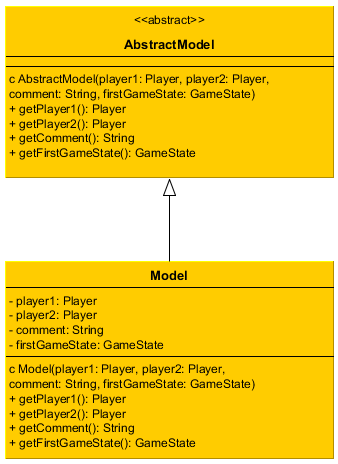 <<abstract>>
AbstractModel
c AbstractModel(player1: Player, player2: Player,
comment: String, firstGameState: GameState)
+ getPlayer1(): Player
+ getPlayer2(): Player
+ getComment(): String
+ getFirstGameState(): GameState
Model
- player1: Player
- player2: Player
- comment: String
- firstGameState: GameState
c Model(player1: Player, player2: Player,
comment: String, firstGameState: GameState)
+ getPlayer1(): Player
+ getPlayer2(): Player
+ getComment(): String
+ getFirstGameState(): GameState